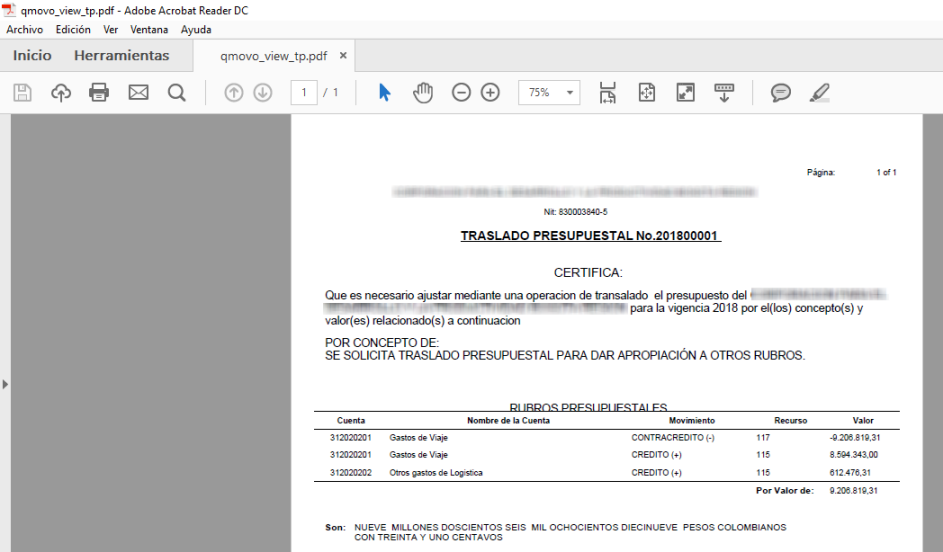 qmovo_view_tp.pdf - Adobe Acrobat Reader DC
Archivo Edición Ver Ventana Ayuda
Inicio Herramientas qmovo_view_tp.pdf ×
1 / 1 75%
Página: 1 of 1
Nit: 830003840-5
TRASLADO PRESUPUESTAL No.201800001
CERTIFICA:
Que es necesario ajustar mediante una operacion de transalado el presupuesto del
para la vigencia 2018 por el(los) concepto(s) y
valor(es) relacionado(s) a continuacion
POR CONCEPTO DE:
SE SOLICITA TRASLADO PRESUPUESTAL PARA DAR APROPIACIÓN A OTROS RUBROS.
RUBROS PRESUPUESTALES
Cuenta Nombre de la Cuenta Movimiento Recurso Valor
312020201 Gastos de Viaje CONTRACREDITO (-) 117 -9.206.819,31
312020201 Gastos de Viaje CREDITO (+) 115 8.594.343,00
312020202 Otros gastos de Logistica CREDITO (+) 115 612.476,31
Por Valor de: 9.206.819,31
Son: NUEVE MILLONES DOSCIENTOS SEIS MIL OCHOCIENTOS DIECINUEVE PESOS COLOMBIANOS
CON TREINTA Y UNO CENTAVOS